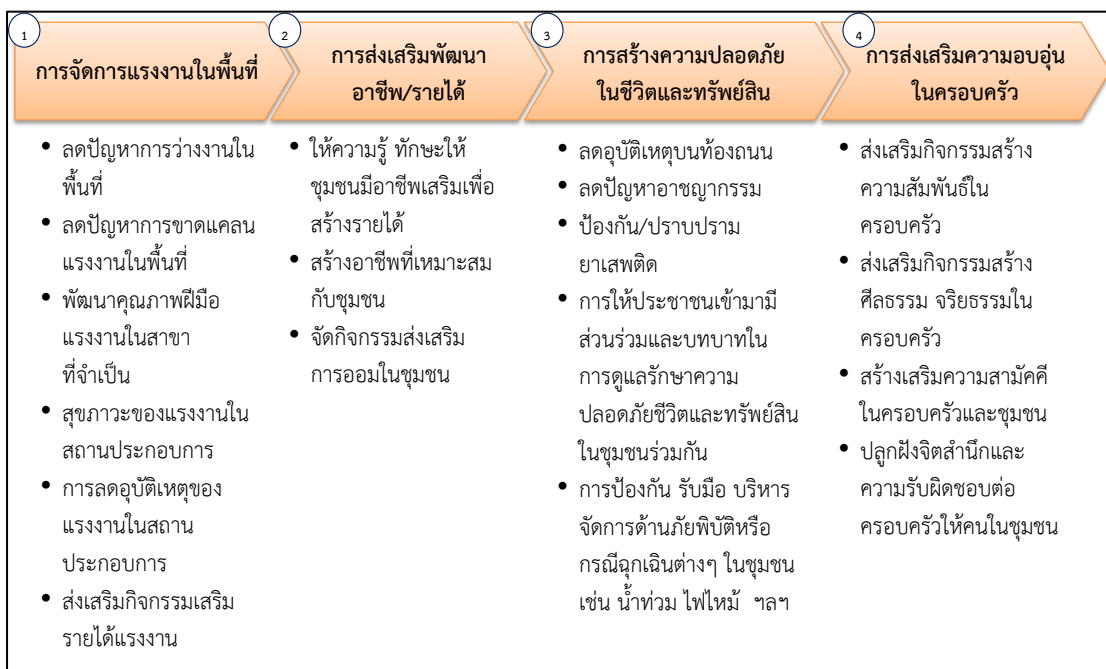 1
การจัดการแรงงานในพื้นที่
• ลดปัญหาการว่างงานใน
พื้นที่
• ลดปัญหาการขาดแคลน
แรงงานในพื้นที่
• พัฒนาคุณภาพฝีมือ
แรงงานในสาขา
ที่จำเป็น
• สุขภาวะของแรงงานใน
สถานประกอบการ
• การลดอุบัติเหตุของ
แรงงานในสถาน
ประกอบการ
• ส่งเสริมกิจกรรมเสริม
รายได้แรงงาน
2
การส่งเสริมพัฒนา
อาชีพ/รายได้
• ให้ความรู้ ทักษะให้
ชุมชนมีอาชีพเสริมเพื่อ
สร้างรายได้
• สร้างอาชีพที่เหมาะสม
กับชุมชน
• จัดกิจกรรมส่งเสริม
การออมในชุมชน
3
การสร้างความปลอดภัย
ในชีวิตและทรัพย์สิน
• ลดอุบัติเหตุบนท้องถนน
• ลดปัญหาอาชญากรรม
• ป้องกัน/ปราบปราม
ยาเสพติด
• การให้ประชาชนเข้ามามี
ส่วนร่วมและบทบาทใน
การดูแลรักษาความ
ปลอดภัยชีวิตและทรัพย์สิน
ในชุมชนร่วมกัน
• การป้องกัน รับมือ บริหาร
จัดการด้านภัยพิบัติหรือ
กรณีฉุกเฉินต่างๆ ในชุมชน
เช่น น้ำท่วม ไฟไหม้ ฯลฯ
4
การส่งเสริมความอบอุ่น
ในครอบครัว
• ส่งเสริมกิจกรรมสร้าง
ความสัมพันธ์ใน
ครอบครัว
• ส่งเสริมกิจกรรมสร้าง
ศีลธรรม จริยธรรมใน
ครอบครัว
• สร้างเสริมความสามัคคี
ในครอบครัวและชุมชน
• ปลูกฝังจิตสำนึกและ
ความรับผิดชอบต่อ
ครอบครัวให้คนในชุมชน